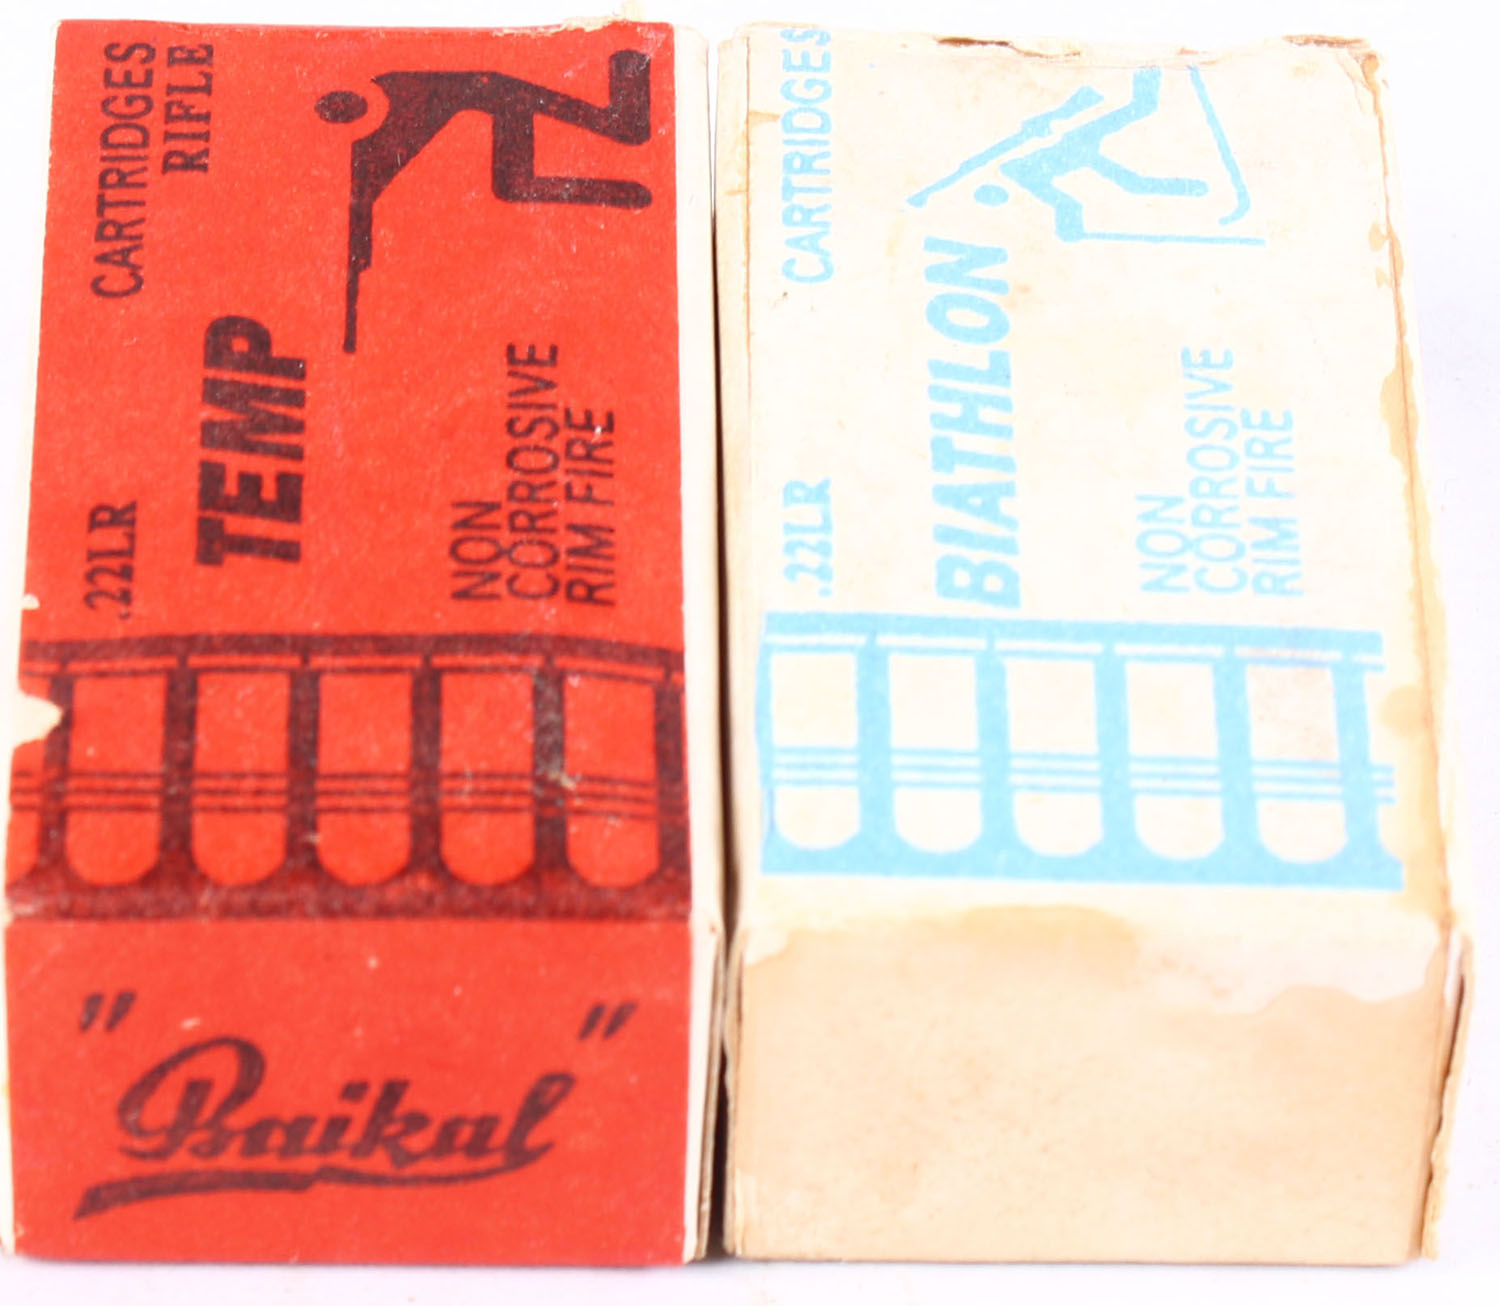 .22LR CARTRIDGES
RIFLE
TEMP
NON
CORROSIVE
RIM FIRE
"Baikal"
.22LR CARTRIDGES
BIATHLON
NON
CORROSIVE
RIM FIRE